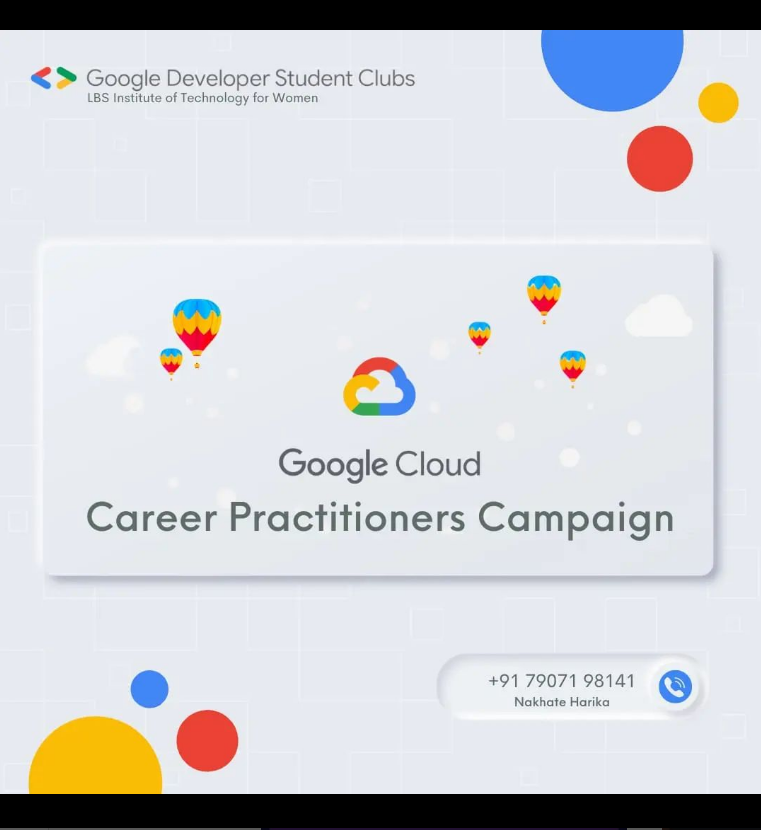 Google Developer Student Clubs
LBS Institute of Technology for Women
Google Cloud
Career Practitioners Campaign
+91 79071 98141
Nakhate Harika